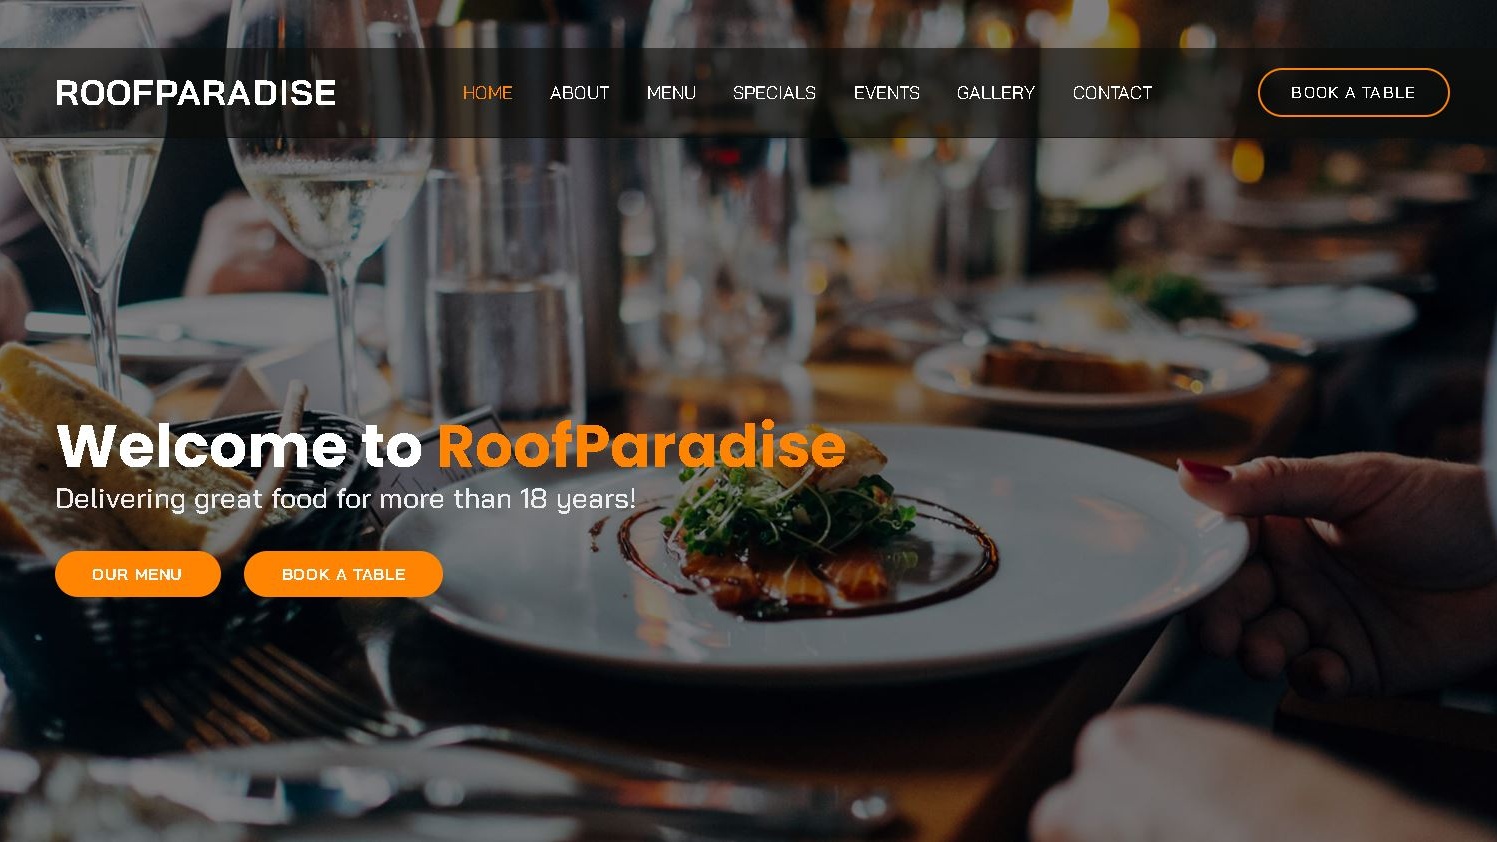 ROOFPARADISE
HOME ABOUT MENU SPECIALS EVENTS GALLERY CONTACT
BOOK A TABLE
Welcome to RoofParadise
Delivering great food for more than 18 years!
OUR MENU
BOOK A TABLE